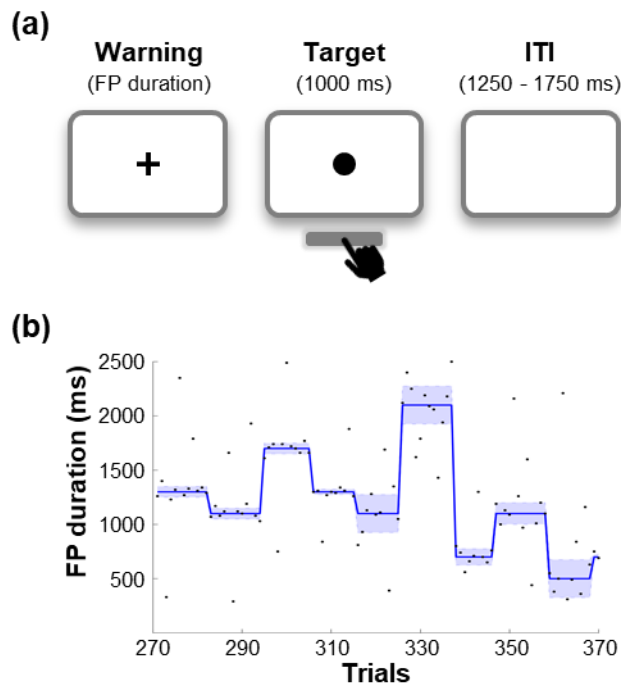 (a)
Warning Target ITI
(FP duration) (1000 ms) (1250 - 1750 ms)
(b)
FP duration (ms)
2500
2000
1500
1000
500
270 290 310 330 350 370
Trials